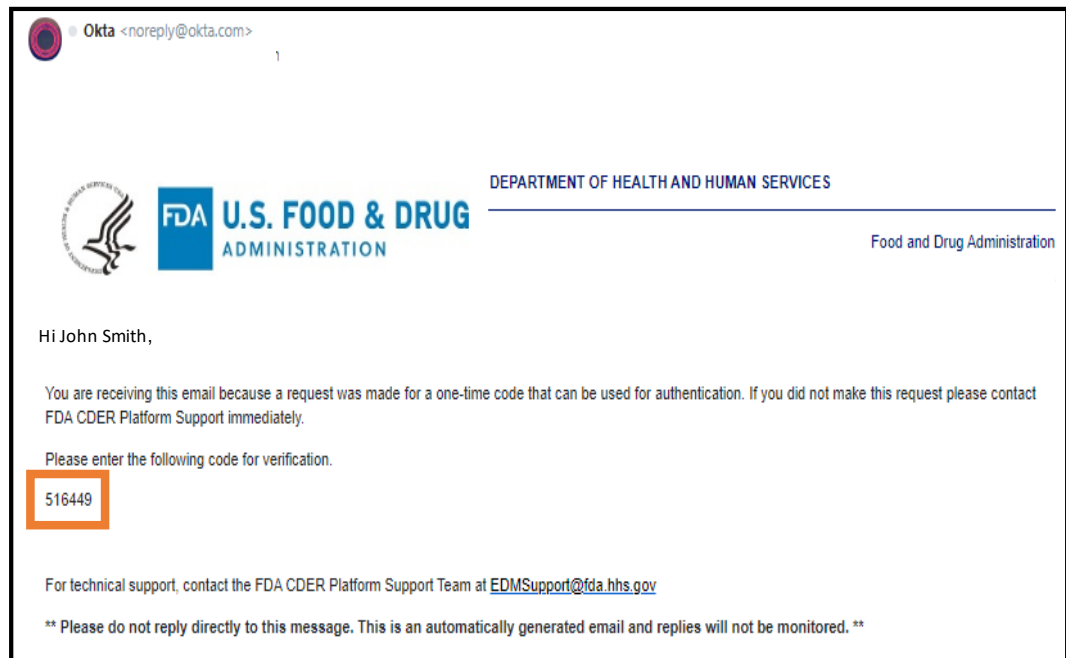 Okta <noreply@okta.com>
DEPARTMENT OF HEALTH AND HUMAN SERVICES
FDA U.S. FOOD & DRUG
ADMINISTRATION
Food and Drug Administration
Hi John Smith,
You are receiving this email because a request was made for a one-time code that can be used for authentication. If you did not make this request please contact
FDA CDER Platform Support immediately.
Please enter the following code for verification.
516449
For technical support, contact the FDA CDER Platform Support Team at EDMSupport@fda.hhs.gov
** Please do not reply directly to this message. This is an automatically generated email and replies will not be monitored. **